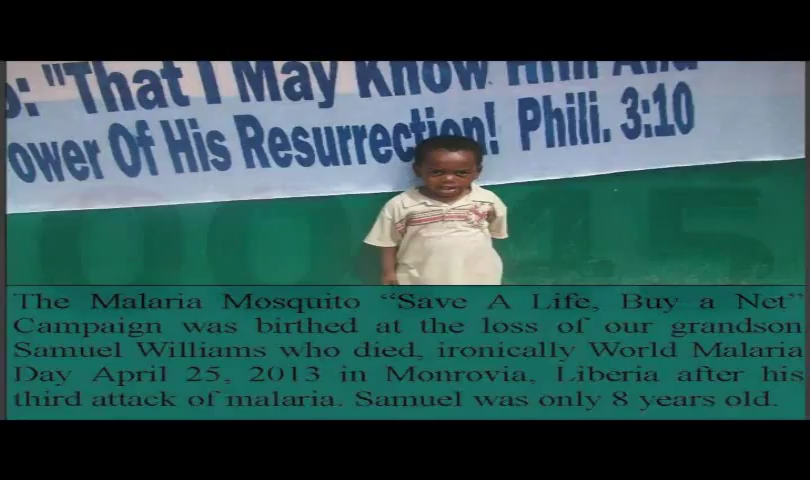 o: "That I May Know Him And
ower Of His Resurrection! Phili. 3:10
The Malaria Mosquito “Save A Life, Buy a Net”
Campaign was birthed at the loss of our grandson
Samuel Williams who died, ironically World Malaria
Day April 25, 2013 in Monrovia, Liberia after his
third attack of malaria. Samuel was only 8 years old.